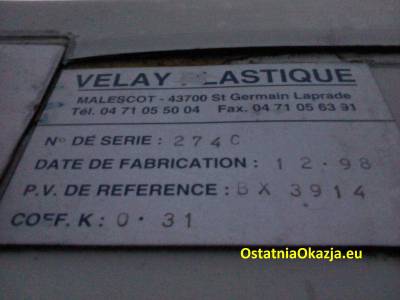 VELAY PLASTIQUE
MALESCOT - 43700 St Germain Laprade
Tél. 04 71 05 50 04 Fax. 04 71 05 63 91
N° DE SERIE : 274C
DATE DE FABRICATION : 12·98
P.V. DE REFERENCE : BX 3914
COEF. K : 0·31
OstatniaOkazja.eu